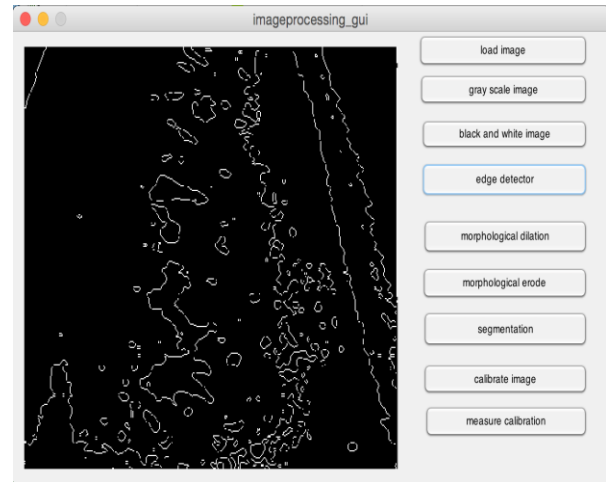 imageprocessing_gui
load image
gray scale image
black and white image
edge detector
morphological dilation
morphological erode
segmentation
calibrate image
measure calibration